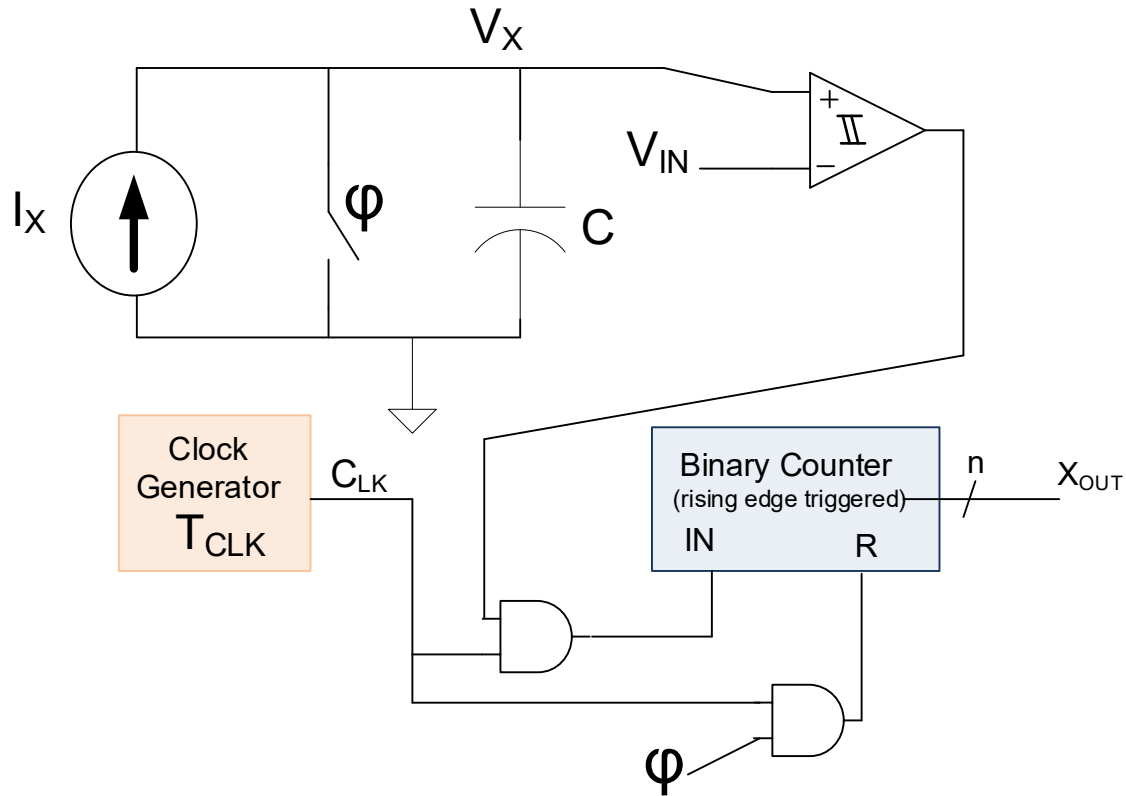 V_X
I_X
φ
C
V_IN
+
−
Clock
Generator
T_CLK
C_LK
Binary Counter
(rising edge triggered)
IN
R
n
X_OUT
φ